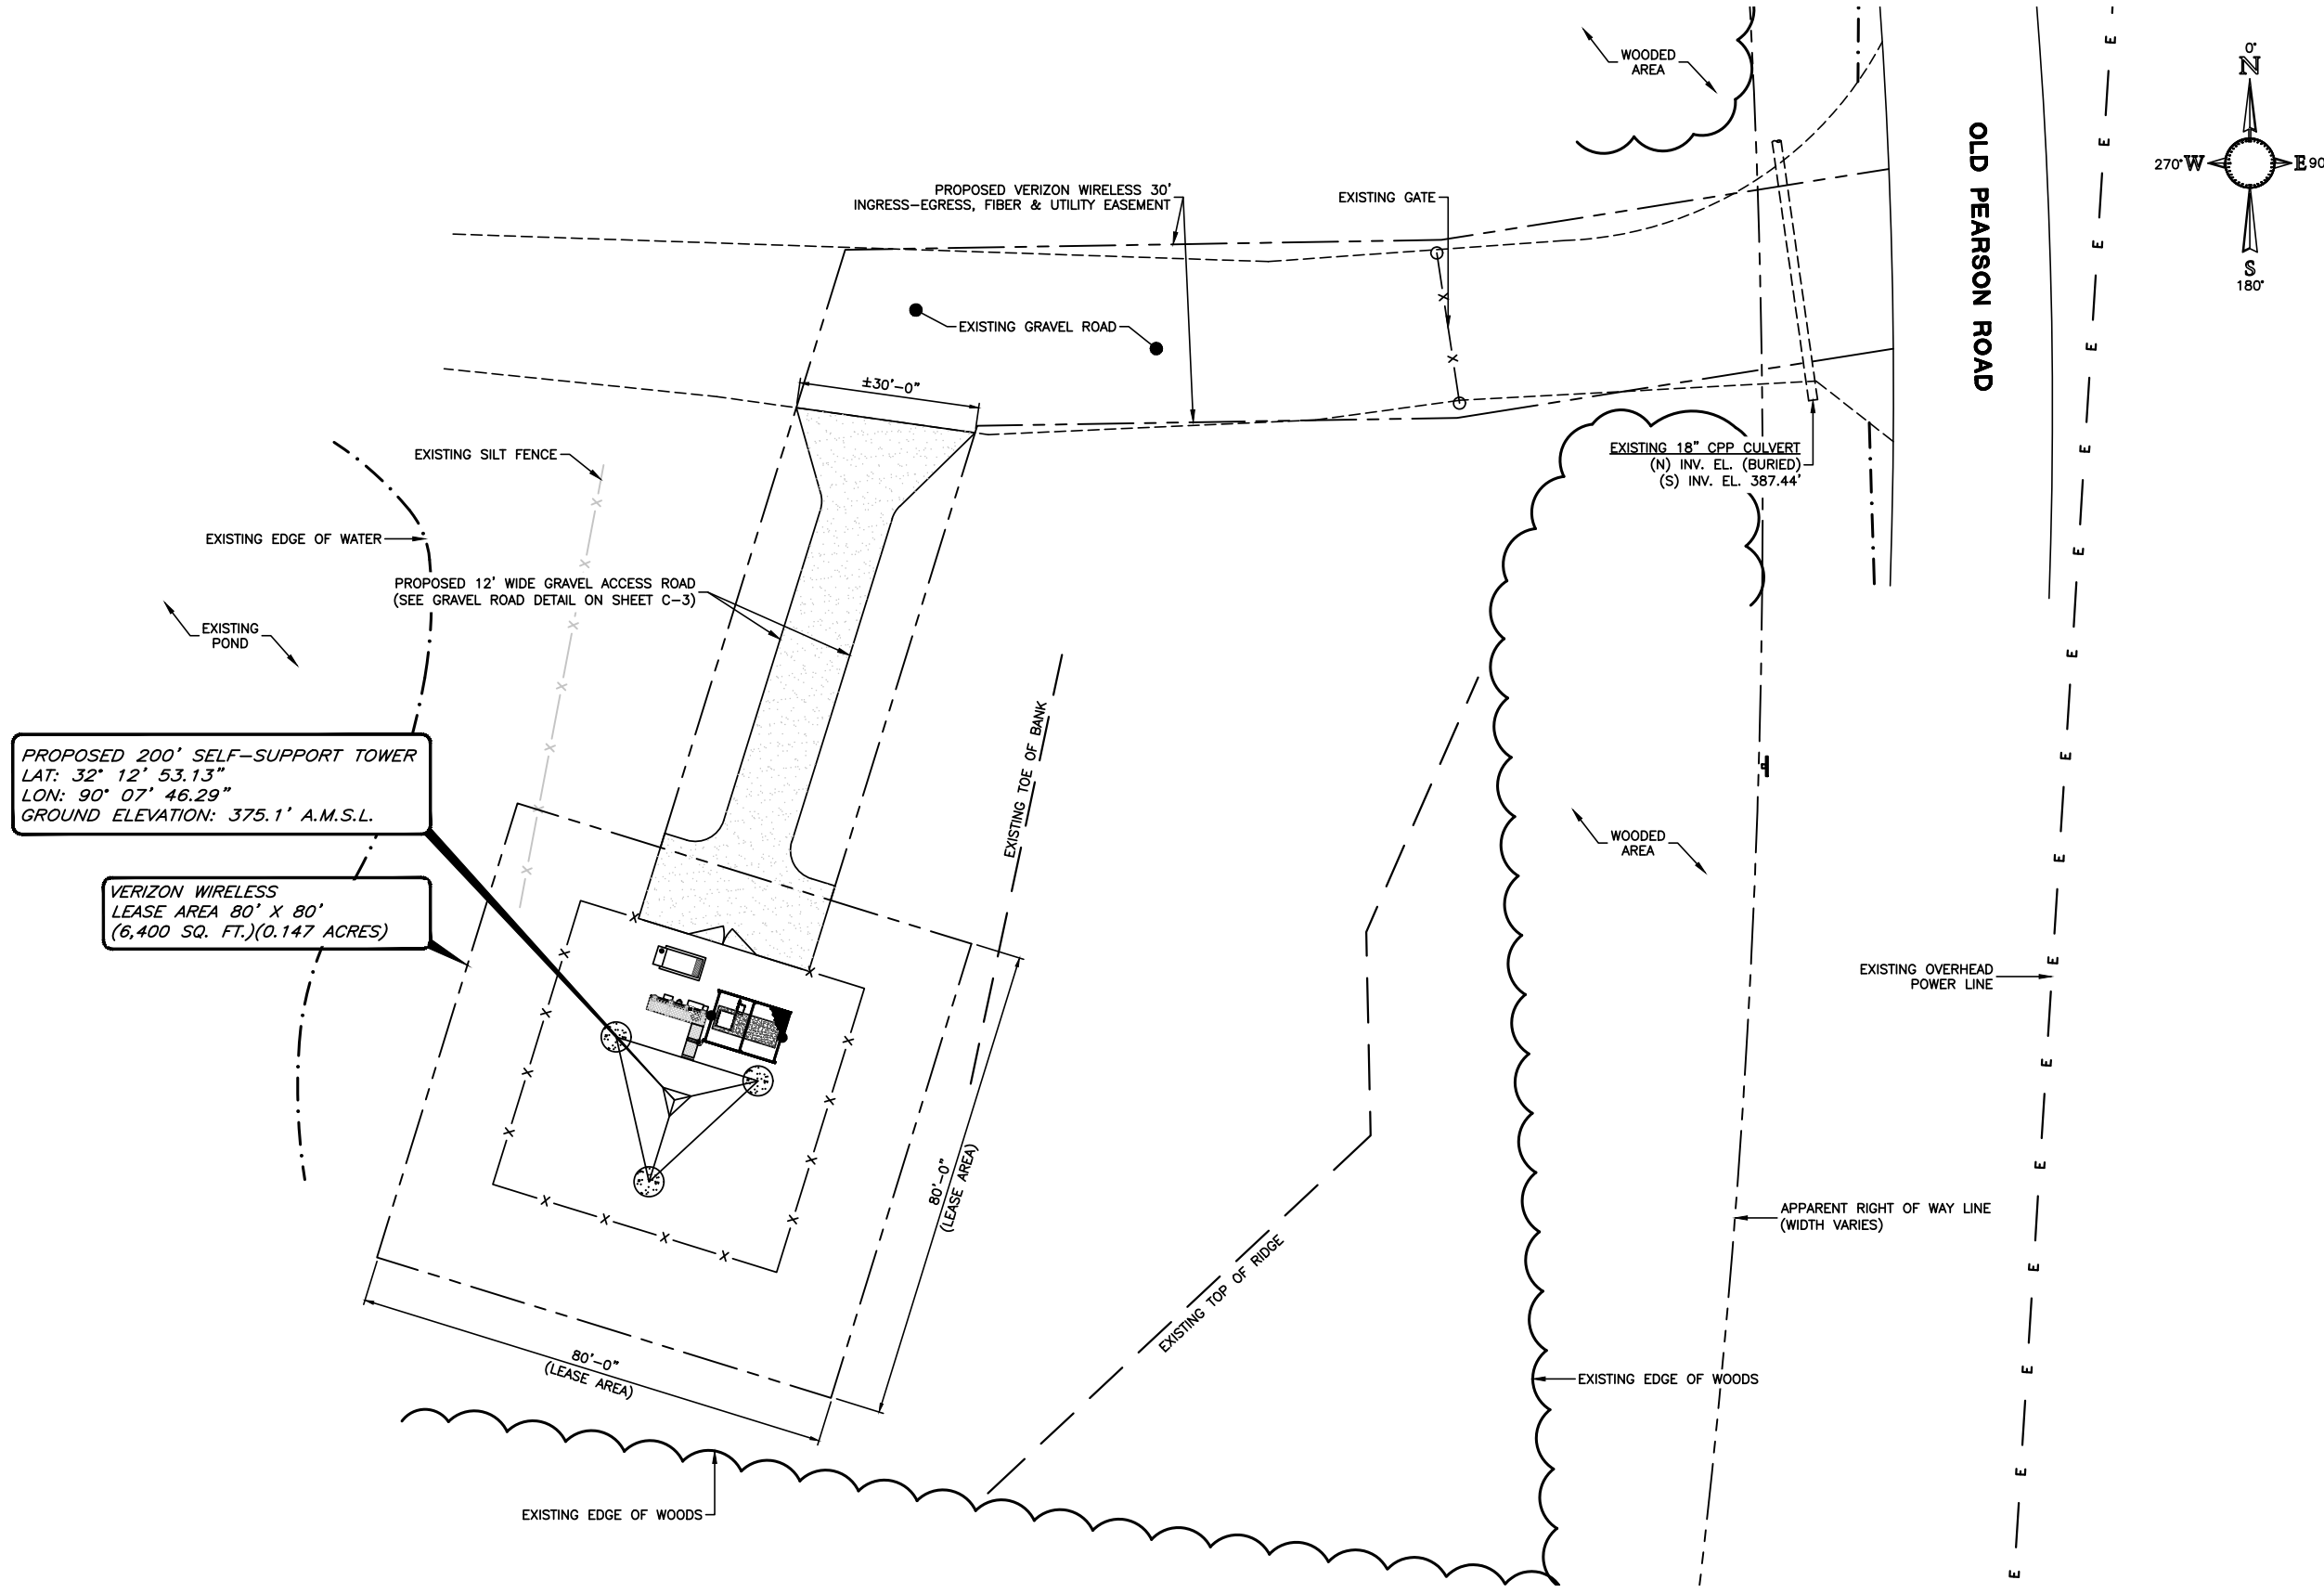 WOODED
AREA
0°
N
270° W
E 90
S
180°
OLD PEARSON ROAD
PROPOSED VERIZON WIRELESS 30'
INGRESS-EGRESS, FIBER & UTILITY EASEMENT
EXISTING GATE
EXISTING GRAVEL ROAD
±30'-0"
EXISTING SILT FENCE
EXISTING 18" CPP CULVERT
(N) INV. EL. (BURIED)
(S) INV. EL. 387.44'
EXISTING EDGE OF WATER
PROPOSED 12' WIDE GRAVEL ACCESS ROAD
(SEE GRAVEL ROAD DETAIL ON SHEET C-3)
EXISTING
POND
EXISTING TOE OF BANK
PROPOSED 200' SELF-SUPPORT TOWER
LAT: 32° 12' 53.13"
LON: 90° 07' 46.29"
GROUND ELEVATION: 375.1' A.M.S.L.
WOODED
AREA
VERIZON WIRELESS
LEASE AREA 80' X 80'
(6,400 SQ. FT.)(0.147 ACRES)
EXISTING OVERHEAD
POWER LINE
80'-0"
(LEASE AREA)
APPARENT RIGHT OF WAY LINE
(WIDTH VARIES)
EXISTING TOP OF RIDGE
80'-0"
(LEASE AREA)
EXISTING EDGE OF WOODS
EXISTING EDGE OF WOODS